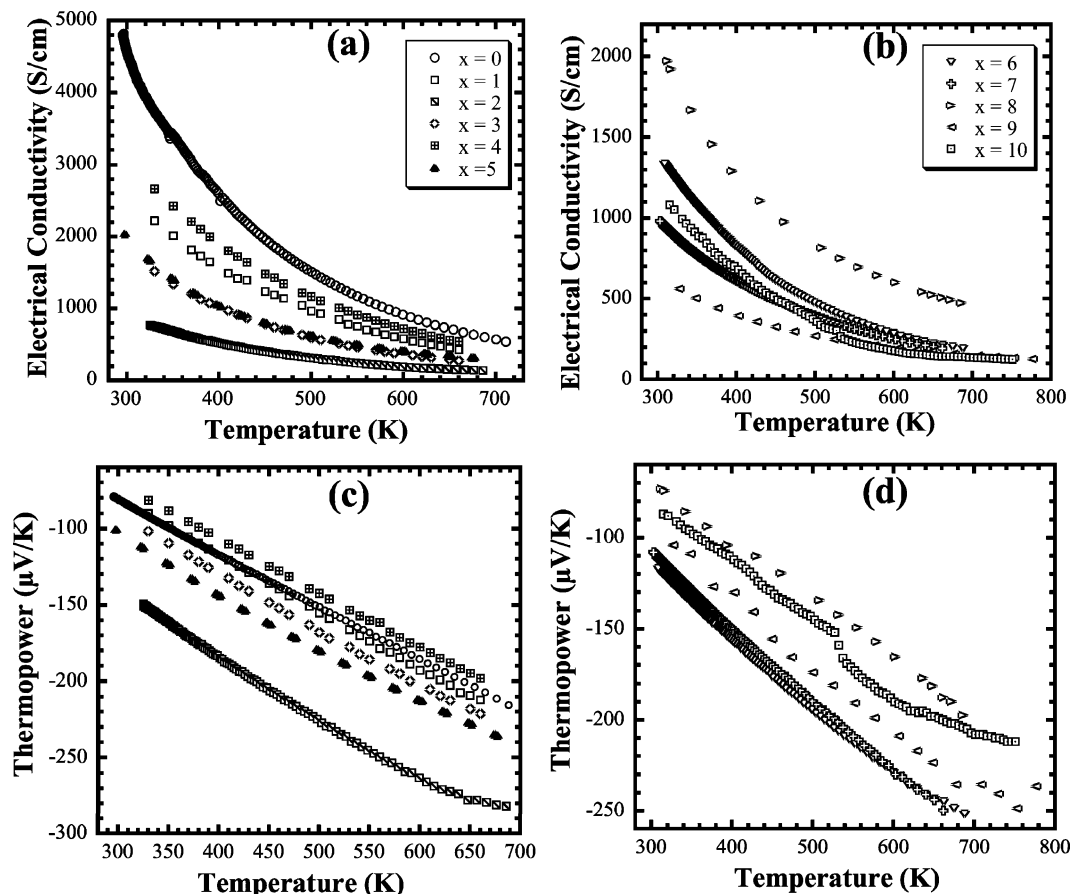 (a)
Electrical Conductivity (S/cm)
5000
4000
3000
2000
1000
0
x = 0
x = 1
x = 2
x = 3
x = 4
x =5
300 400 500 600 700
Temperature (K)
(b)
Electrical Conductivity (S/cm)
2000
1500
1000
500
0
x = 6
x = 7
x = 8
x = 9
x = 10
300 400 500 600 700 800
Temperature (K)
(c)
Thermopower (µV/K)
-100
-150
-200
-250
-300
300 350 400 450 500 550 600 650 700
Temperature (K)
(d)
Thermopower (µV/K)
-100
-150
-200
-250
300 400 500 600 700 800
Temperature (K)